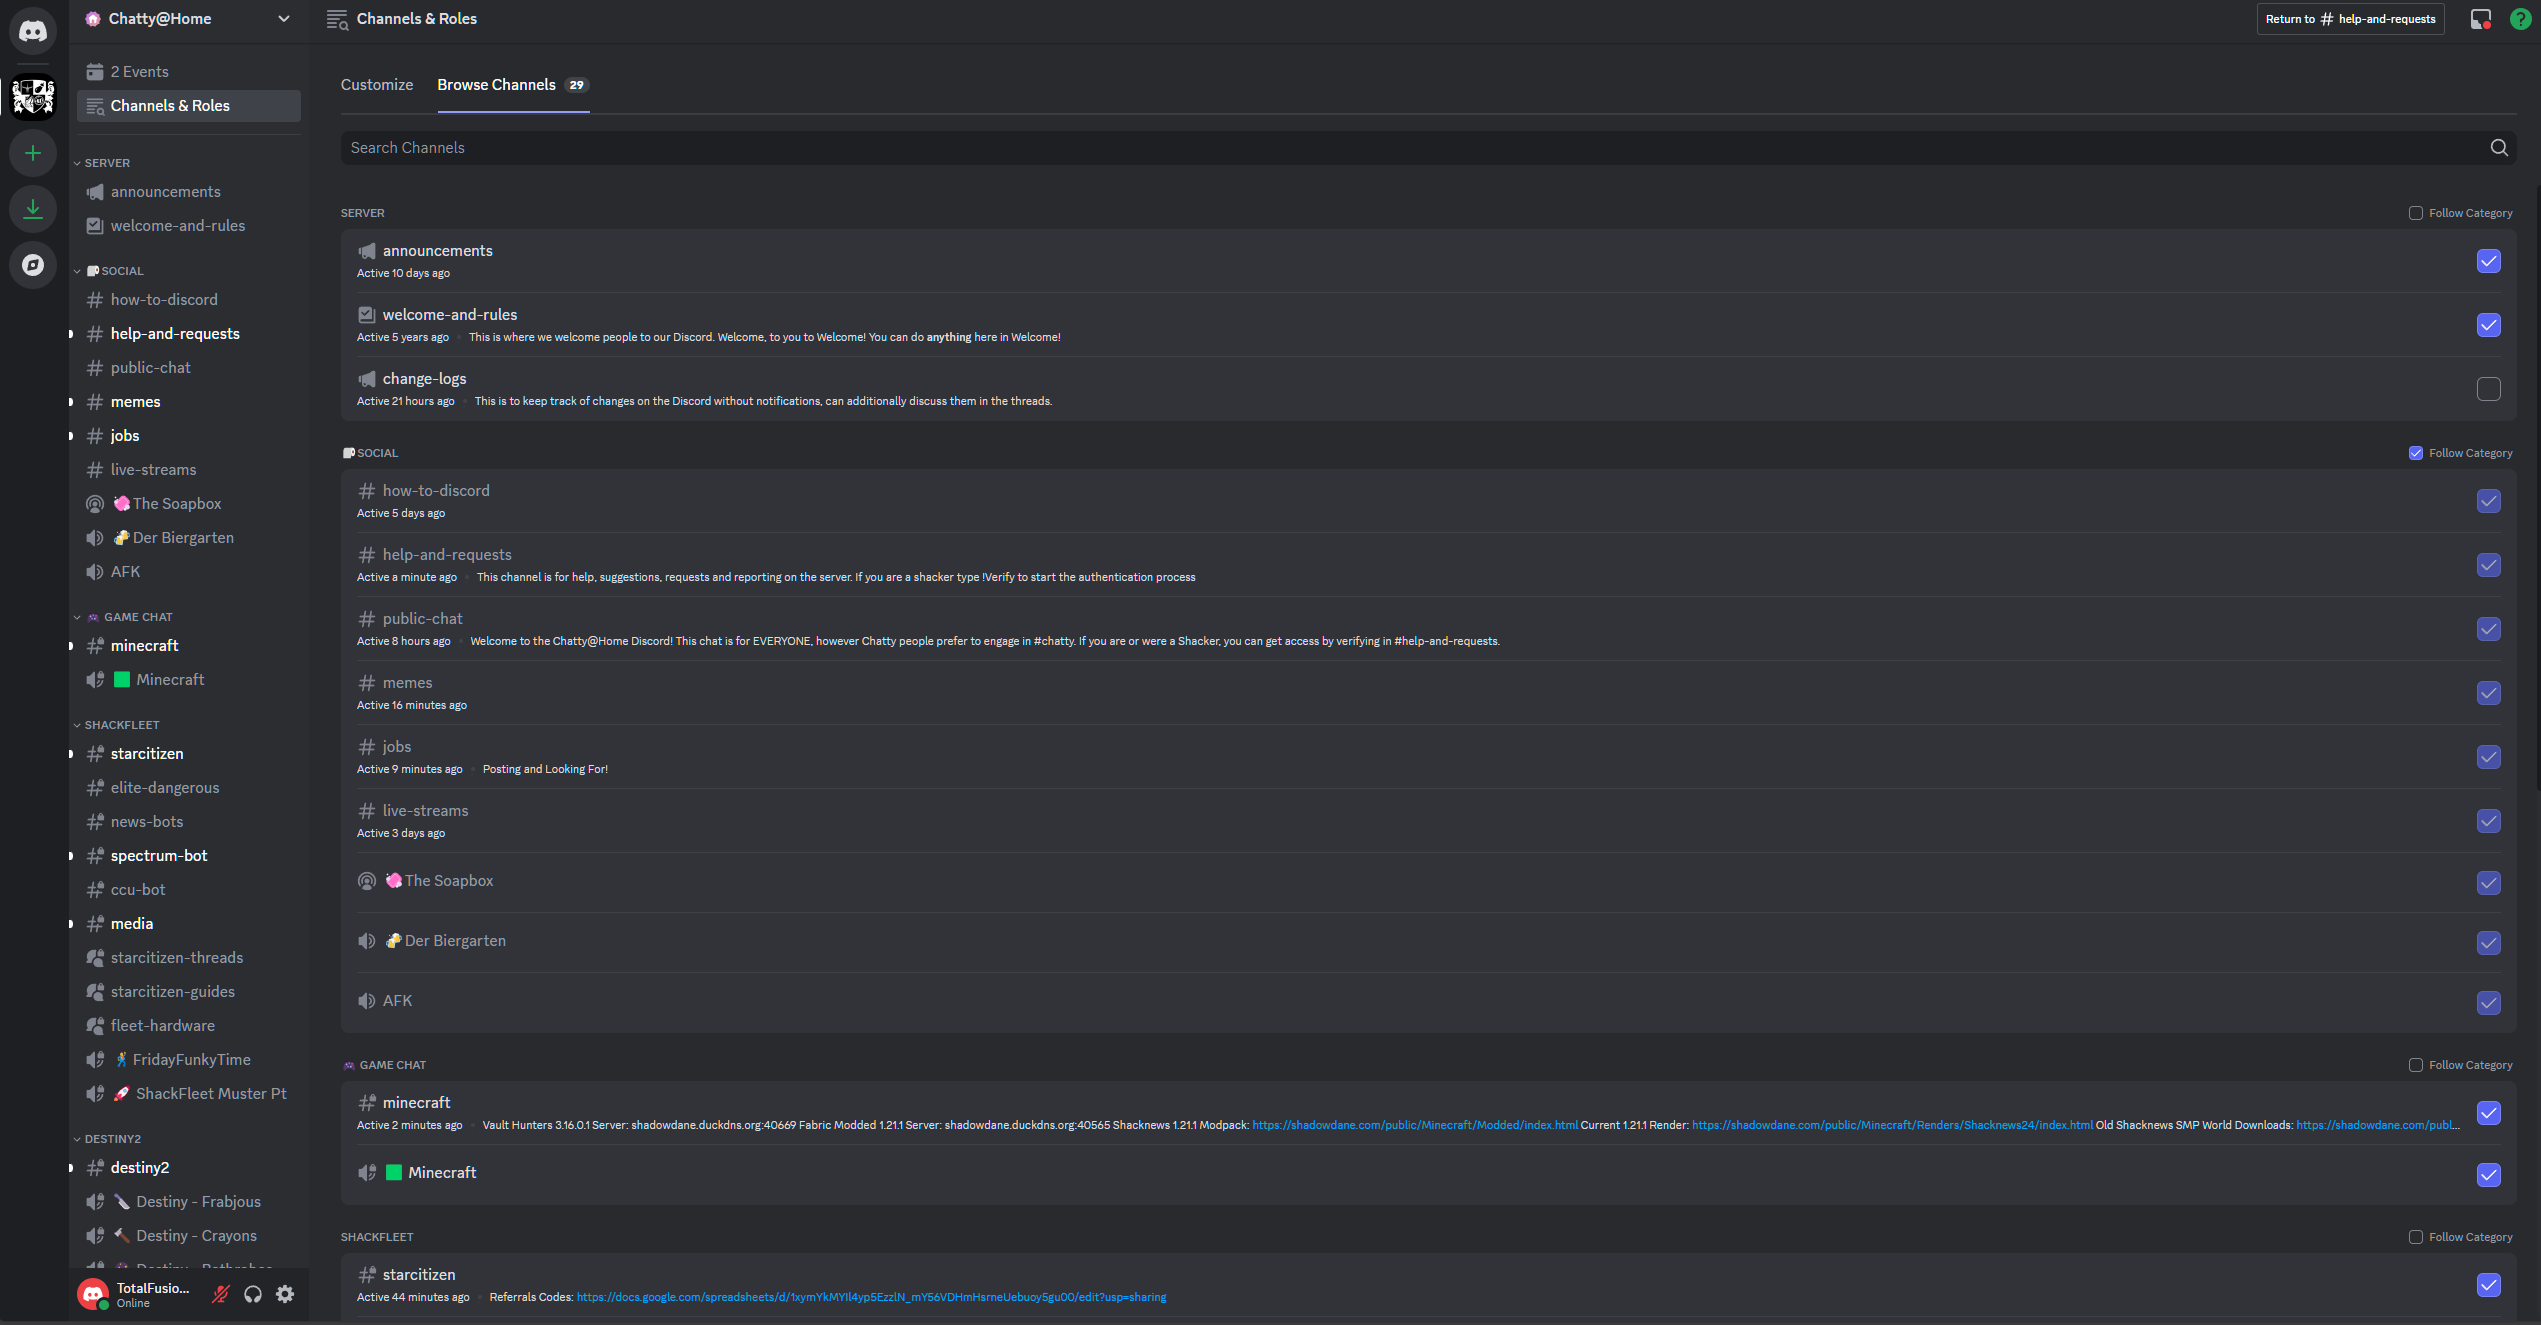 Chatty@Home
2 Events
Channels & Roles
SERVER
announcements
welcome-and-rules
SOCIAL
how-to-discord
help-and-requests
public-chat
memes
jobs
live-streams
The Soapbox
Der Biergarten
AFK
GAME CHAT
minecraft
Minecraft
SHACKFLEET
starcitizen
elite-dangerous
news-bots
spectrum-bot
ccu-bot
media
starcitizen-threads
starcitizen-guides
fleet-hardware
FridayFunkyTime
ShackFleet Muster Pt
DESTINY2
destiny2
Destiny - Frabjous
Destiny - Crayons
TotalFusio...
Online
Channels & Roles
Return to # help-and-requests
?
Customize
Browse Channels 29
Search Channels
SERVER
Follow Category
announcements
Active 10 days ago
welcome-and-rules
Active 5 years ago • This is where we welcome people to our Discord. Welcome, to you to Welcome! You can do anything here in Welcome!
change-logs
Active 21 hours ago • This is to keep track of changes on the Discord without notifications, can additionally discuss them in the threads.
SOCIAL
Follow Category
how-to-discord
Active 5 days ago
help-and-requests
Active a minute ago • This channel is for help, suggestions, requests and reporting on the server. If you are a shacker type !Verify to start the authentication process
public-chat
Active 8 hours ago • Welcome to the Chatty@Home Discord! This chat is for EVERYONE, however Chatty people prefer to engage in #chatty. If you are or were a Shacker, you can get access by verifying in #help-and-requests.
memes
Active 16 minutes ago
jobs
Active 9 minutes ago • Posting and Looking For!
live-streams
Active 3 days ago
The Soapbox
Der Biergarten
AFK
GAME CHAT
Follow Category
minecraft
Active 2 minutes ago • Vault Hunters 3.16.0.1 Server: shadowdane.duckdns.org:40669 Fabric Modded 1.21.1 Server: shadowdane.duckdns.org:40565 Shacknews 1.21.1 Modpack: https://shadowdane.com/public/Minecraft/Modded/index.html Current 1.21.1 Render: https://shadowdane.com/public/Minecraft/Renders/Shacknews24/index.html Old Shacknews SMP World Downloads: https://shadowdane.com/publ...
Minecraft
SHACKFLEET
Follow Category
starcitizen
Active 44 minutes ago • Referrals Codes: